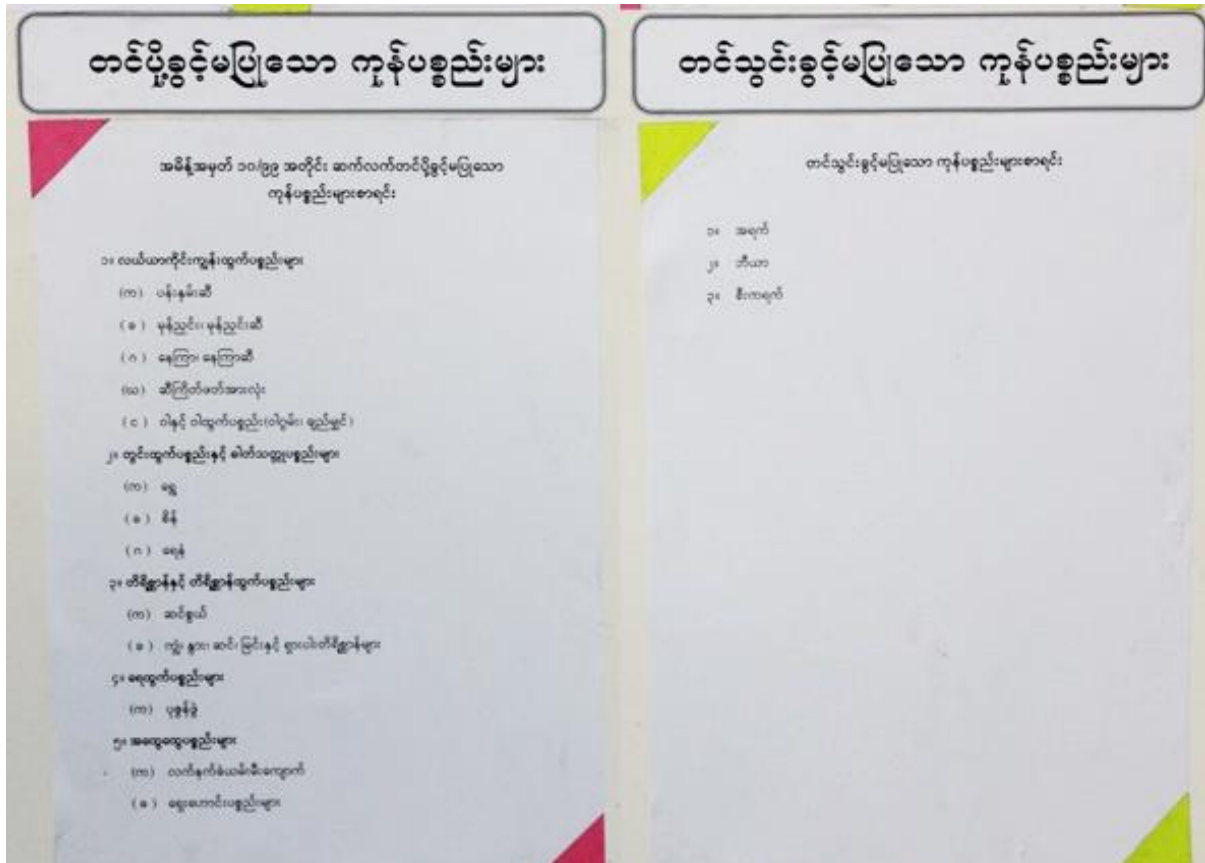 တင်ပို့ခွင့်မပြုသော ကုန်ပစ္စည်းများ
အမိန့်အမှတ် ၁၀/၉၉ အတိုင်း ဆက်လက်တင်ပို့ခွင့်မပြုသော
ကုန်ပစ္စည်းများစာရင်း
၁။ လယ်ယာကိုင်းကျွန်းထွက်ပစ္စည်းများ
(က) ပန်းနှမ်းဆီ
(ခ) မုန်ညှင်း၊ မုန်ညှင်းဆီ
(ဂ) နေကြာ၊ နေကြာဆီ
(ဃ) ဆီကြိတ်ဖတ်အားလုံး
(င) ဝါနှင့် ဝါထွက်ပစ္စည်း(ဝါဂွမ်း၊ ချည်မျှင်)
၂။ တွင်းထွက်ပစ္စည်းနှင့် ဓါတ်သတ္တုပစ္စည်းများ
(က) ရွှေ
(ခ) စိန်
(ဂ) ရေနံ
၃။ တိရိစ္ဆာန်နှင့် တိရိစ္ဆာန်ထွက်ပစ္စည်းများ
(က) ဆင်စွယ်
(ခ) ကျွဲ၊ နွား၊ ဆင်၊ မြင်းနှင့် ရှားပါးတိရိစ္ဆာန်များ
၄။ ရေထွက်ပစ္စည်းများ
(က) ပုစွန်ခွဲ
၅။ အထွေထွေပစ္စည်းများ
(က) လက်နက်ခဲယမ်းမီးကျောက်
(ခ) ရှေးဟောင်းပစ္စည်းများ
တင်သွင်းခွင့်မပြုသော ကုန်ပစ္စည်းများ
တင်သွင်းခွင့်မပြုသော ကုန်ပစ္စည်းများစာရင်း
၁။ အရက်
၂။ ဘီယာ
၃။ စီးကရက်